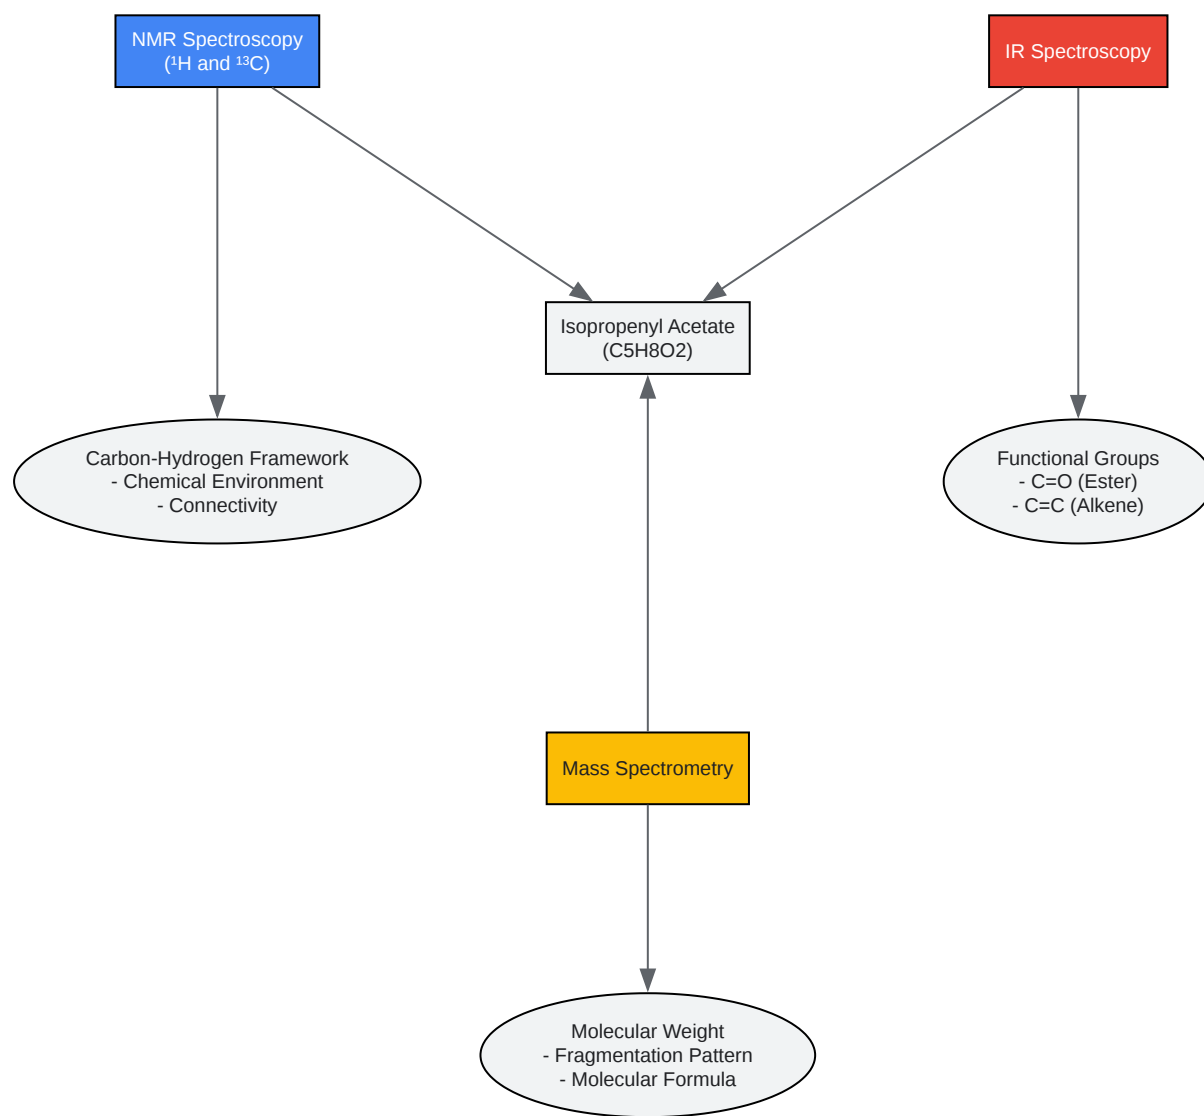 NMR Spectroscopy
(¹H and ¹³C)
IR Spectroscopy
Isopropenyl Acetate
(C5H8O2)
Carbon-Hydrogen Framework
- Chemical Environment
- Connectivity
Functional Groups
- C=O (Ester)
- C=C (Alkene)
Mass Spectrometry
Molecular Weight
- Fragmentation Pattern
- Molecular Formula